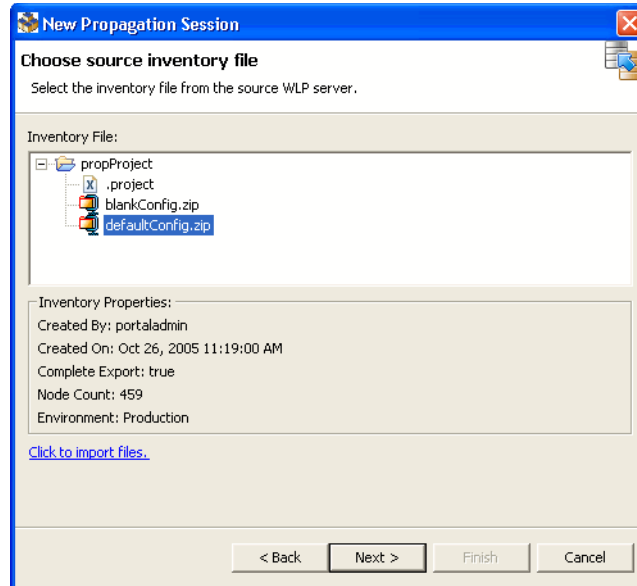 New Propagation Session
Choose source inventory file
Select the inventory file from the source WLP server.
Inventory File:
propProject
.project
blankConfig.zip
defaultConfig.zip
Inventory Properties:
Created By: portaladmin
Created On: Oct 26, 2005 11:19:00 AM
Complete Export: true
Node Count: 459
Environment: Production
Click to import files.
< Back Next > Finish Cancel